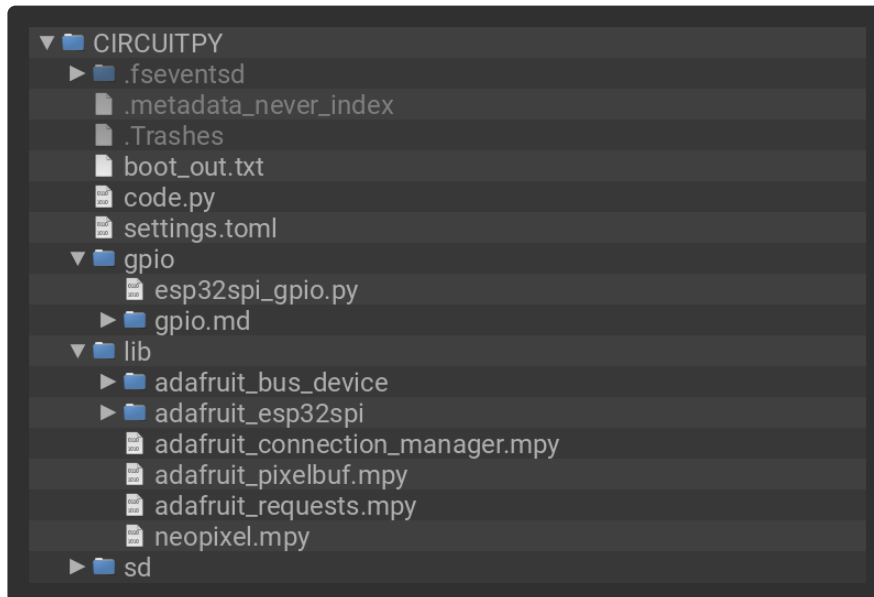 CIRCUITPY
.fseventsd
.metadata_never_index
.Trashes
boot_out.txt
code.py
settings.toml
gpio
esp32spi_gpio.py
gpio.md
lib
adafruit_bus_device
adafruit_esp32spi
adafruit_connection_manager.mpy
adafruit_pixelbuf.mpy
adafruit_requests.mpy
neopixel.mpy
sd